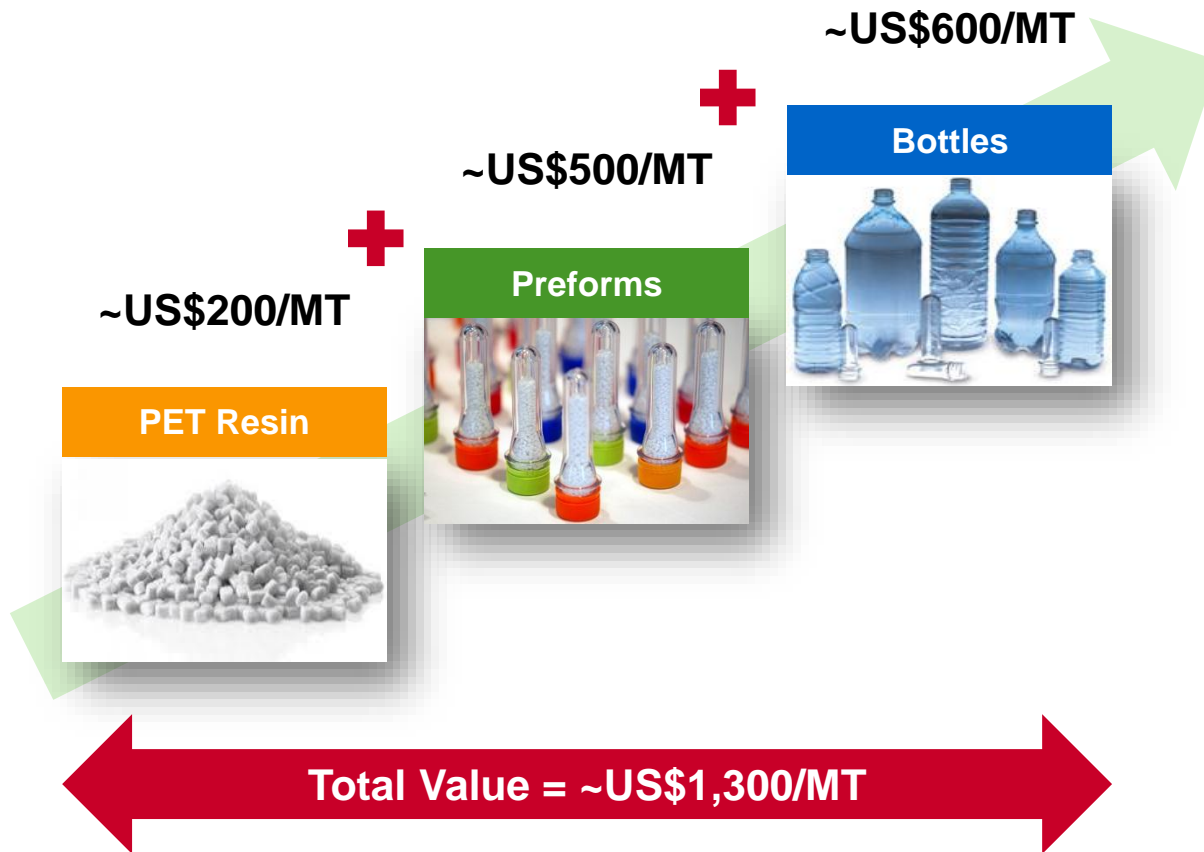 ~US$600/MT
Bottles
~US$500/MT
Preforms
~US$200/MT
PET Resin
Total Value = ~US$1,300/MT